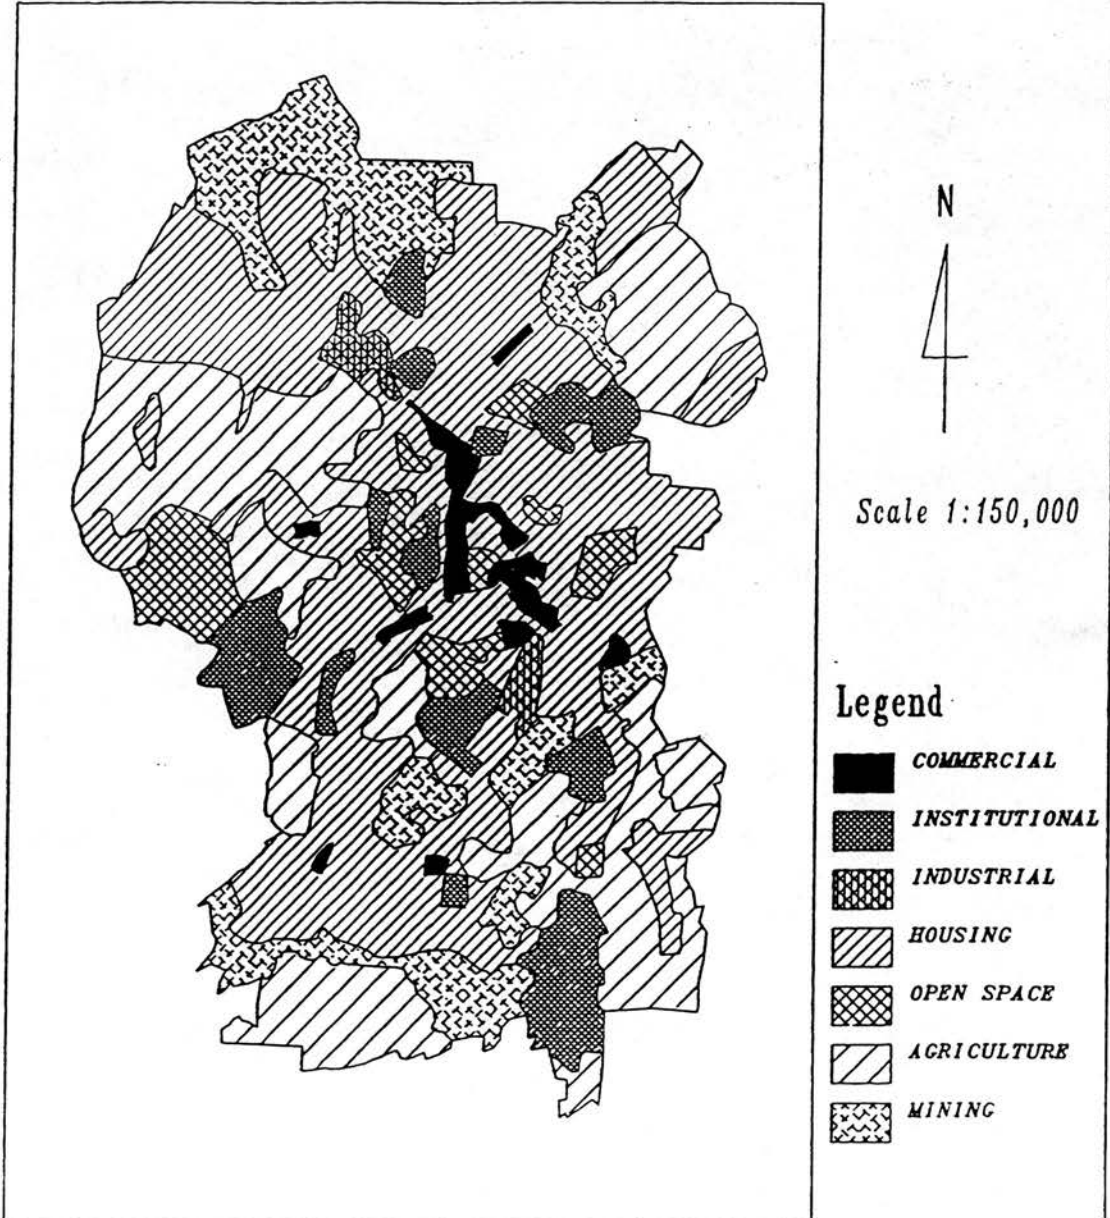 N
Scale 1:150,000
Legend
COMMERCIAL
INSTITUTIONAL
INDUSTRIAL
HOUSING
OPEN SPACE
AGRICULTURE
MINING